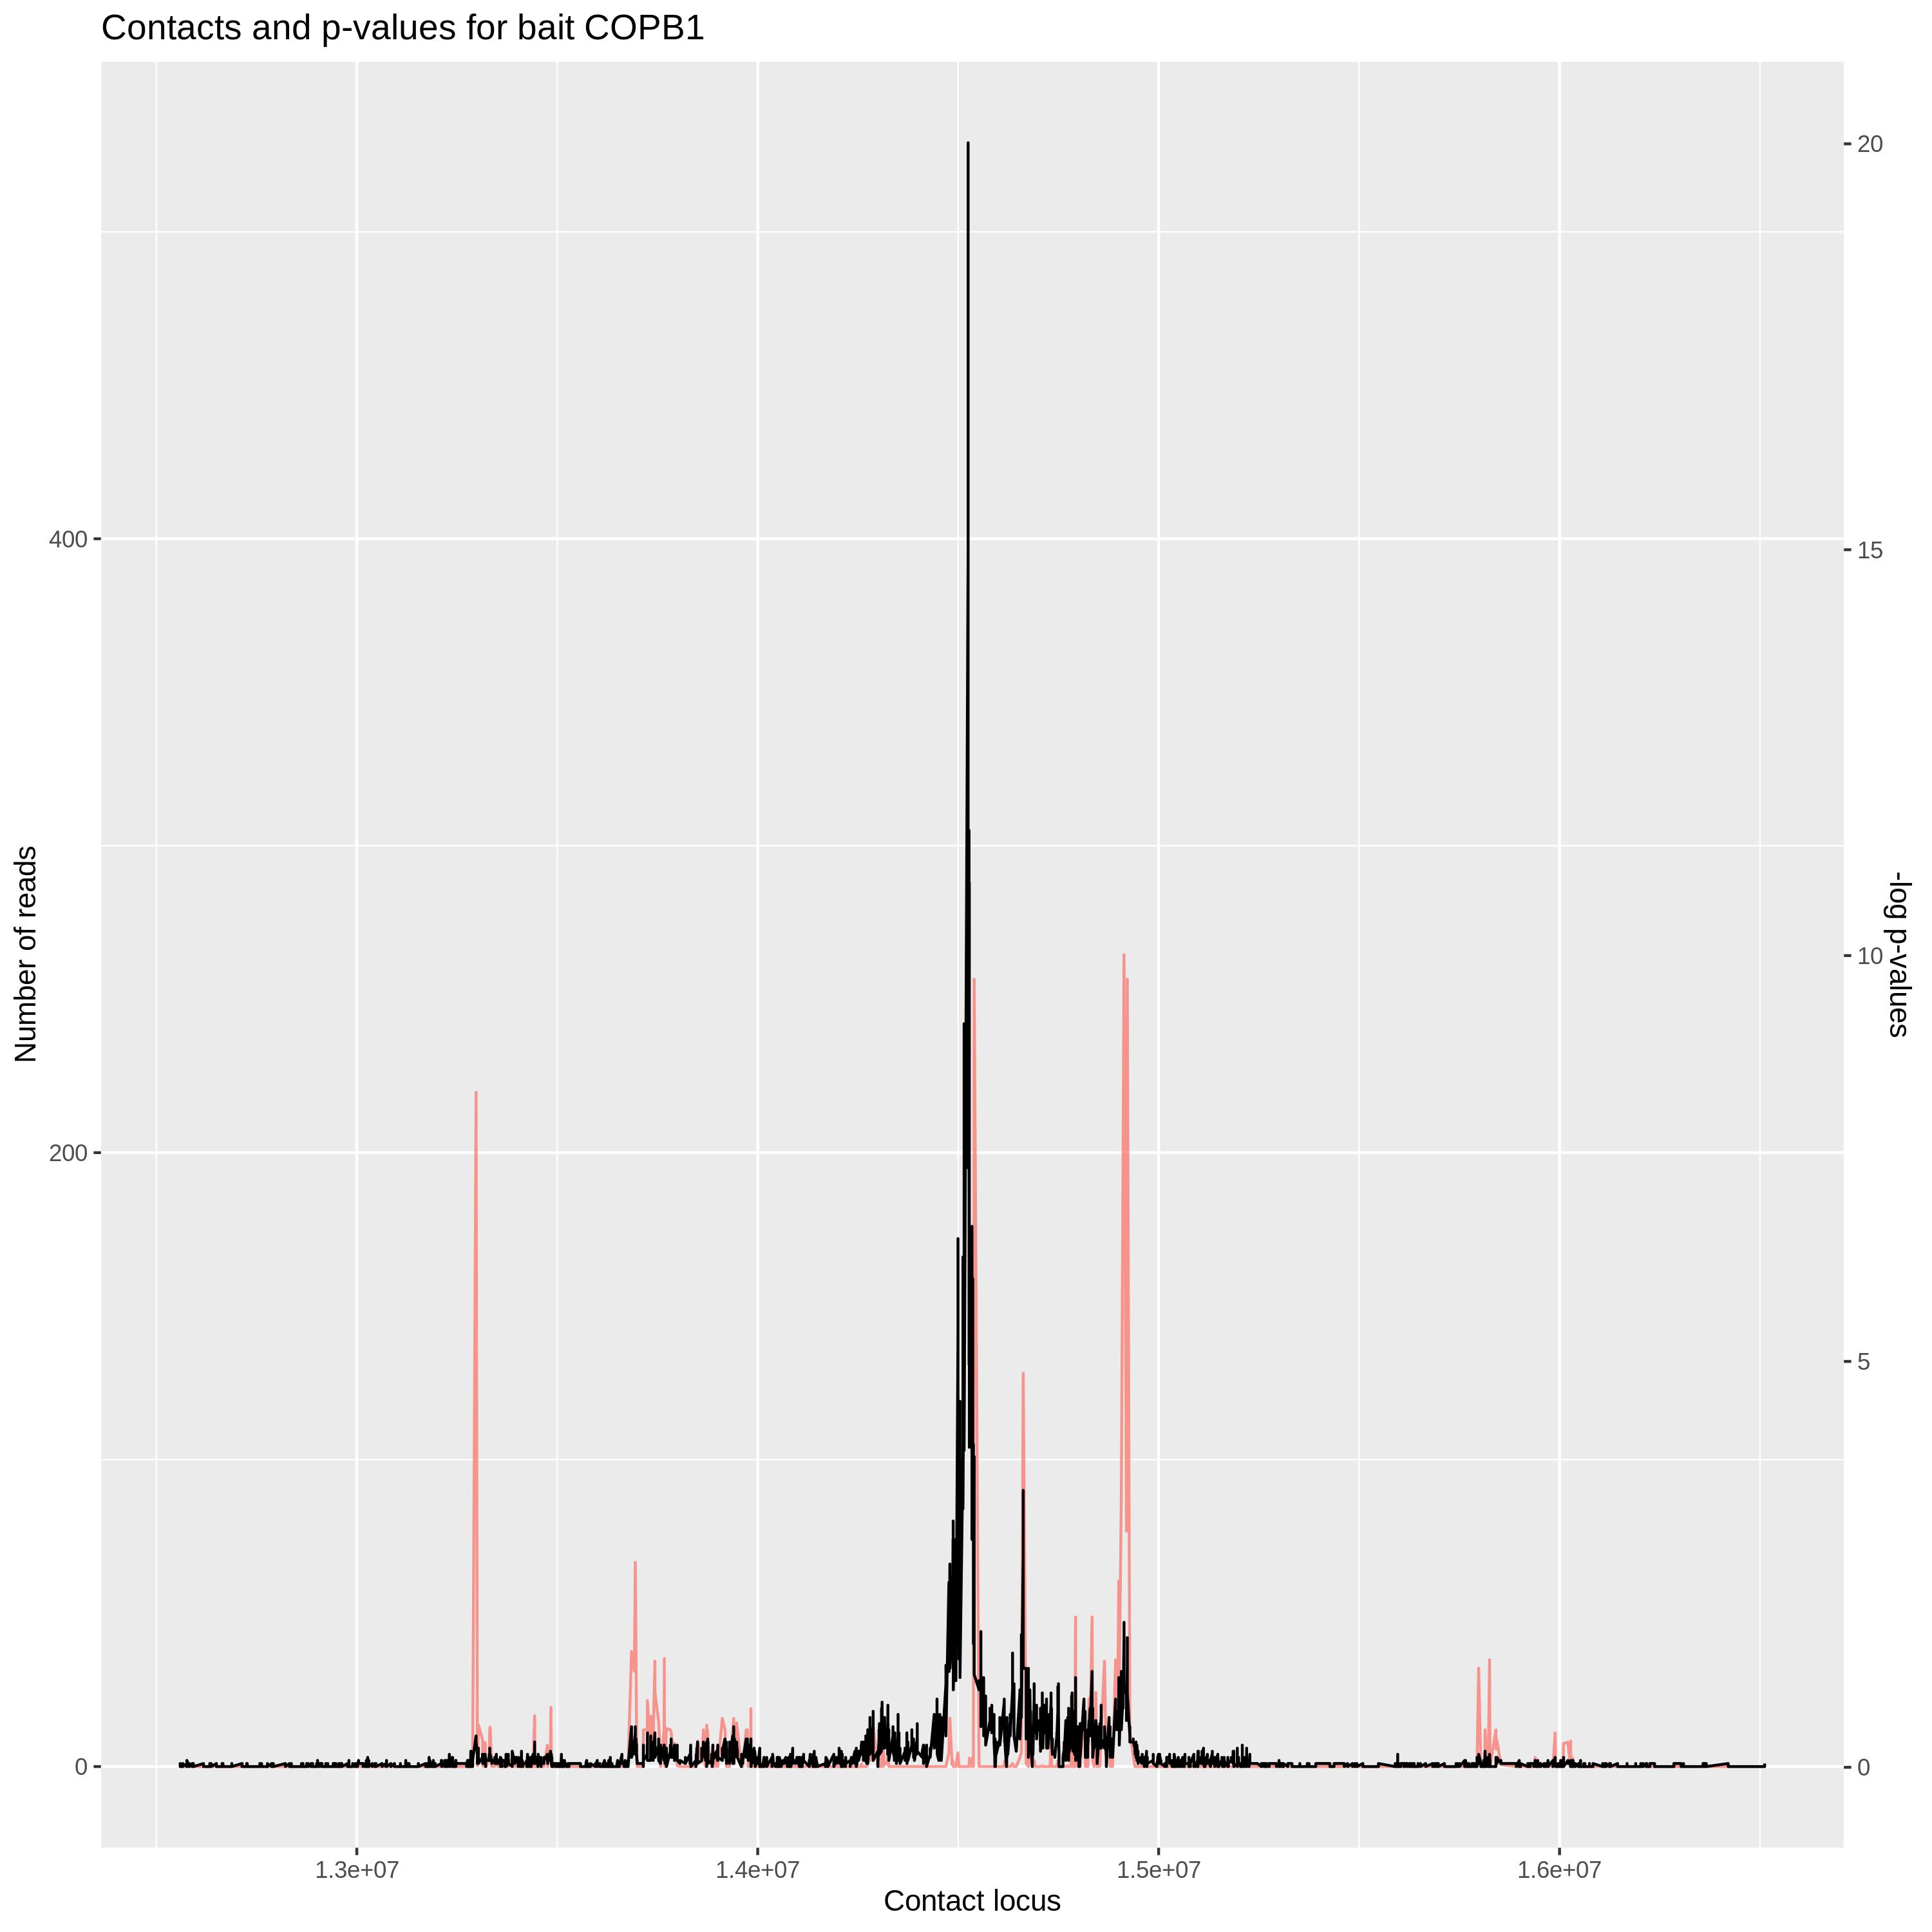 Contacts and p-values for bait COPB1
Number of reads
400
200
0
20
15
10
5
0
-log p-values
1.3e+07
1.4e+07
1.5e+07
1.6e+07
Contact locus